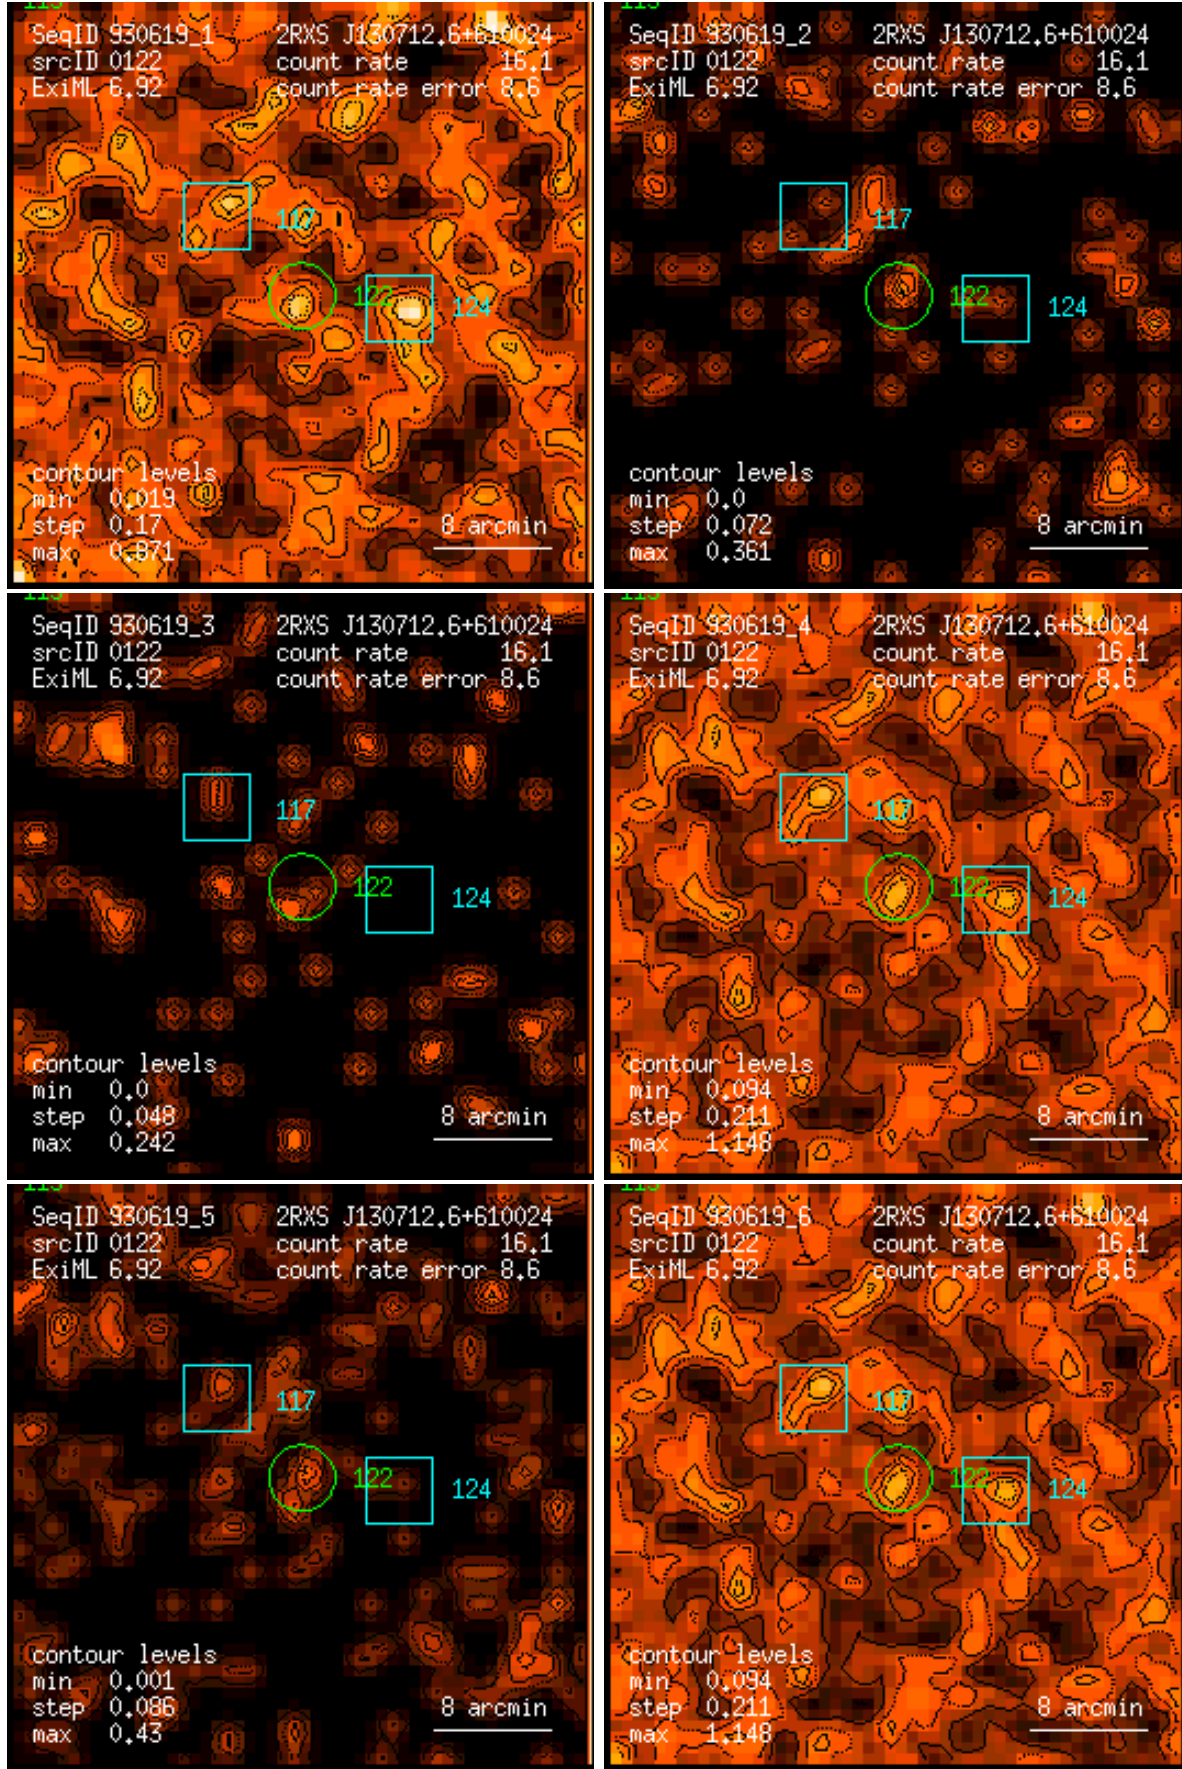 113
SeqID 930619_1 2RXS J130712.6+610024
srcID 0122 count rate 16.1
ExiML 6.92 count rate error 8.6
117
122
124
contour levels
min 0.019
step 0.17 8 arcmin
max 0.871
SeqID 930619_2 2RXS J130712.6+610024
srcID 0122 count rate 16.1
ExiML 6.92 count rate error 8.6
117
122
124
contour levels
min 0.0
step 0.072 8 arcmin
max 0.361
113
SeqID 930619_3 2RXS J130712.6+610024
srcID 0122 count rate 16.1
ExiML 6.92 count rate error 8.6
117
122
124
contour levels
min 0.0
step 0.048 8 arcmin
max 0.242
113
SeqID 930619_4 2RXS J130712.6+610024
srcID 0122 count rate 16.1
ExiML 6.92 count rate error 8.6
117
122
124
contour levels
min 0.094
step 0.211 8 arcmin
max 1.148
113
SeqID 930619_5 2RXS J130712.6+610024
srcID 0122 count rate 16.1
ExiML 6.92 count rate error 8.6
117
122
124
contour levels
min 0.001
step 0.086 8 arcmin
max 0.43
113
SeqID 930619_6 2RXS J130712.6+610024
srcID 0122 count rate 16.1
ExiML 6.92 count rate error 8.6
117
122
124
contour levels
min 0.094
step 0.211 8 arcmin
max 1.148